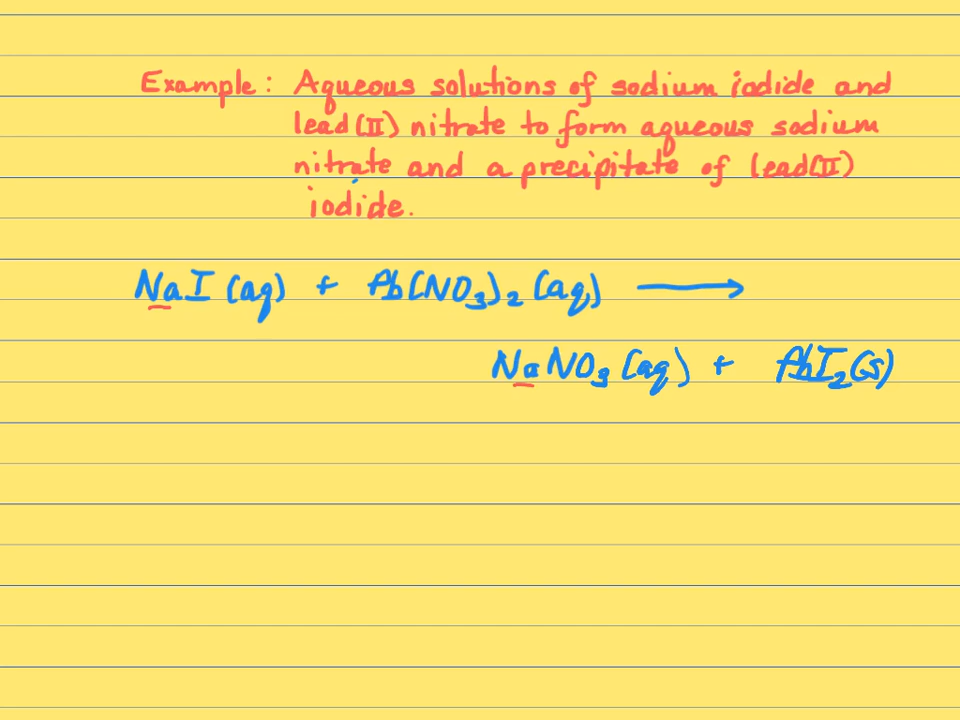 Example: Aqueous solutions of sodium iodide and
lead(II) nitrate to form aqueous sodium
nitrate and a precipitate of lead(II)
iodide.
NaI (aq) + Pb(NO₃)₂ (aq) ⟶
NaNO₃ (aq) + PbI₂(s)